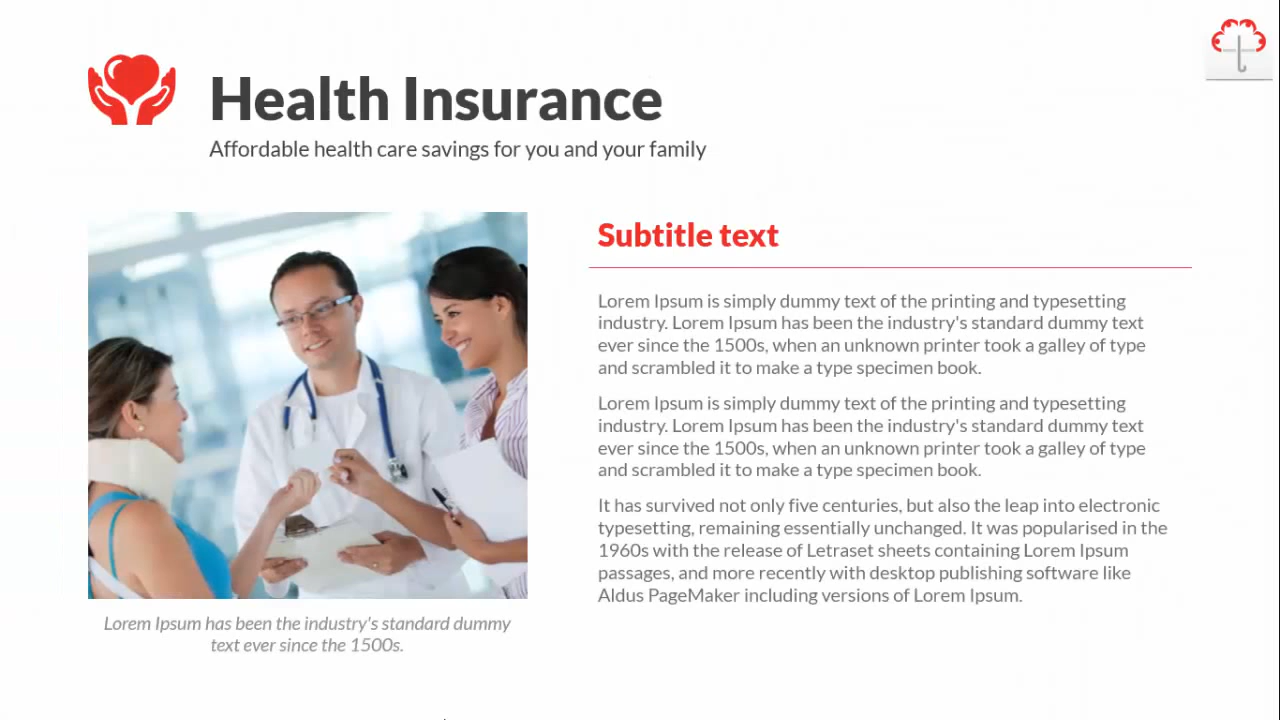 Health Insurance
Affordable health care savings for you and your family
Subtitle text
Lorem Ipsum is simply dummy text of the printing and typesetting
industry. Lorem Ipsum has been the industry's standard dummy text
ever since the 1500s, when an unknown printer took a galley of type
and scrambled it to make a type specimen book.
Lorem Ipsum is simply dummy text of the printing and typesetting
industry. Lorem Ipsum has been the industry's standard dummy text
ever since the 1500s, when an unknown printer took a galley of type
and scrambled it to make a type specimen book.
It has survived not only five centuries, but also the leap into electronic
typesetting, remaining essentially unchanged. It was popularised in the
1960s with the release of Letraset sheets containing Lorem Ipsum
passages, and more recently with desktop publishing software like
Aldus PageMaker including versions of Lorem Ipsum.
Lorem Ipsum has been the industry's standard dummy
text ever since the 1500s.